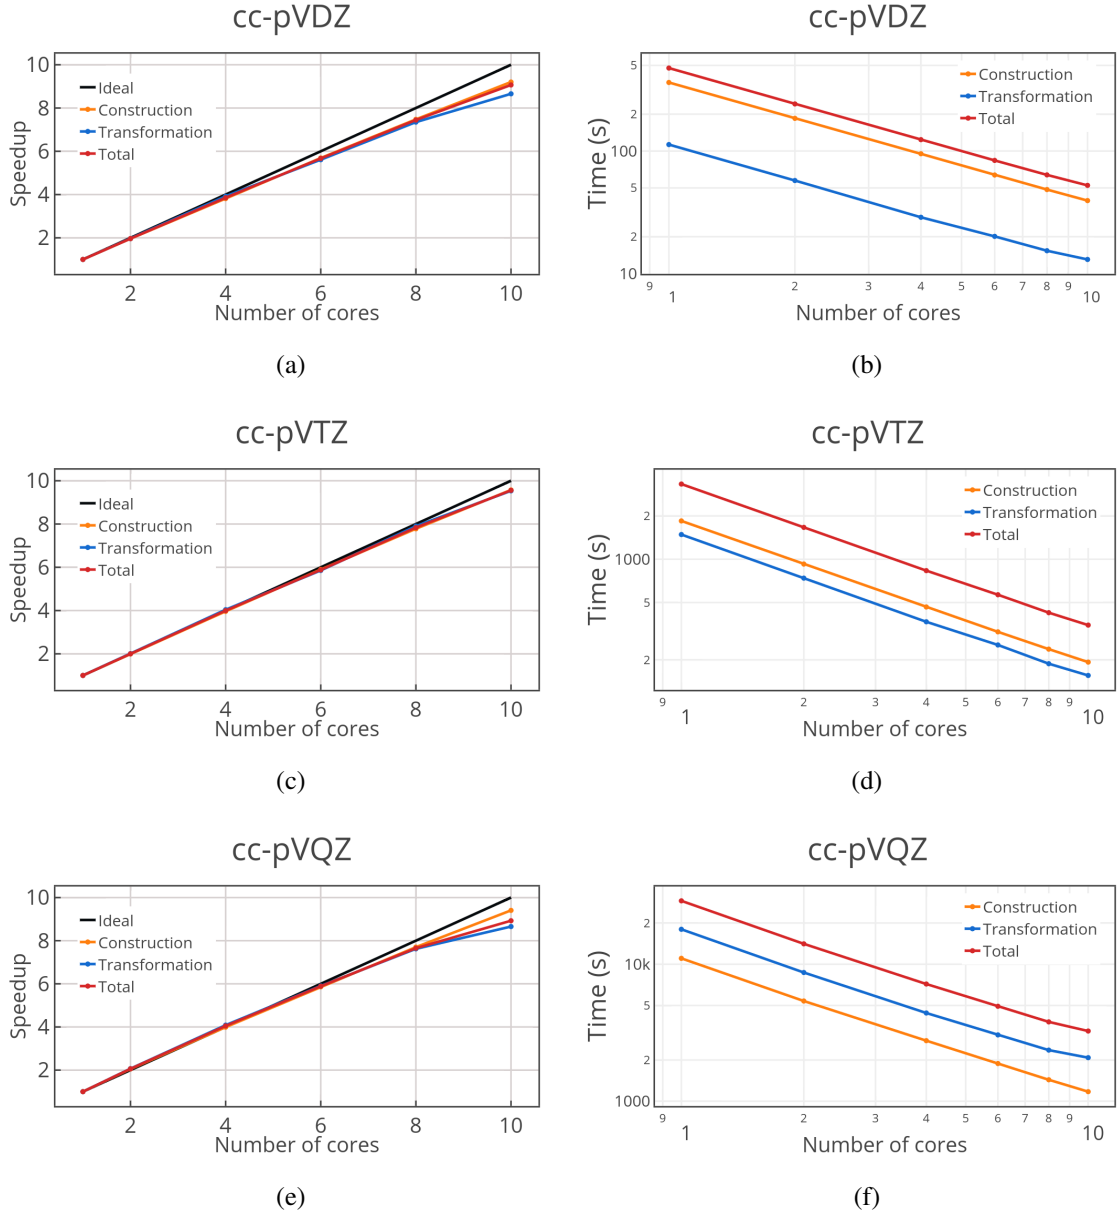 cc-pVDZ
10
8
6
4
2
Speedup
Ideal
Construction
Transformation
Total
2
4
6
8
10
Number of cores
(a)
cc-pVDZ
5
2
100
5
2
10
Time (s)
Construction
Transformation
Total
9
1
2
3
4
5
6
7
8
9
10
Number of cores
(b)
cc-pVTZ
10
8
6
4
2
Speedup
Ideal
Construction
Transformation
Total
2
4
6
8
10
Number of cores
(c)
cc-pVTZ
2
1000
5
2
Time (s)
Construction
Transformation
Total
9
1
2
3
4
5
6
7
8
9
10
Number of cores
(d)
cc-pVQZ
10
8
6
4
2
Speedup
Ideal
Construction
Transformation
Total
2
4
6
8
10
Number of cores
(e)
cc-pVQZ
2
10k
5
2
1000
Time (s)
Construction
Transformation
Total
9
1
2
3
4
5
6
7
8
9
10
Number of cores
(f)